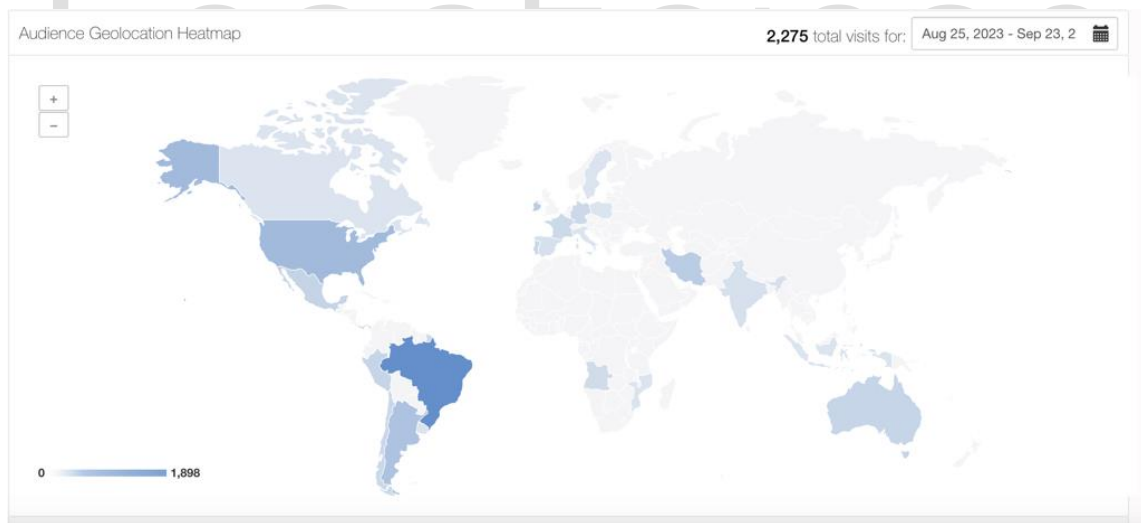 Audience Geolocation Heatmap
2,275 total visits for: Aug 25, 2023 - Sep 23, 2
+
−
0 1,898